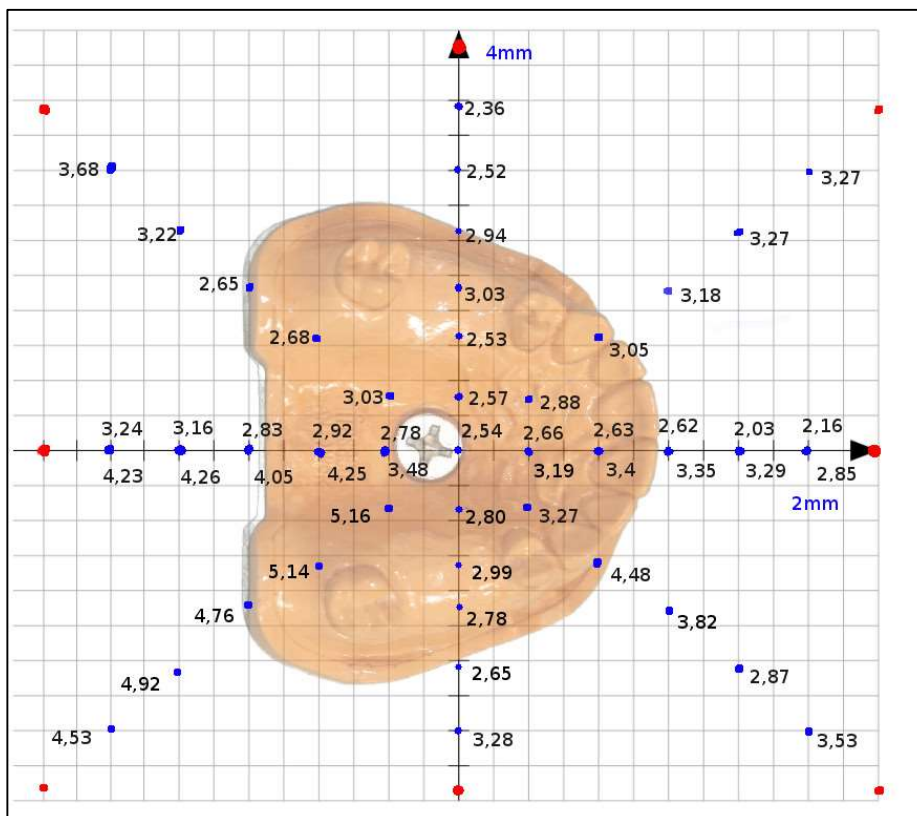 4mm
2,36
3,68 2,52 3,27
3,22 2,94 3,27
2,65 3,03 3,18
2,68 2,53 3,05
3,03 2,57 2,88
3,24 3,16 2,83 2,92 2,78 2,54 2,66 2,63 2,62 2,03 2,16
4,23 4,26 4,05 4,25 3,48 3,19 3,4 3,35 3,29 2,85
2mm
5,16 2,80 3,27
5,14 2,99 4,48
4,76 2,78 3,82
4,92 2,65 2,87
4,53 3,28 3,53